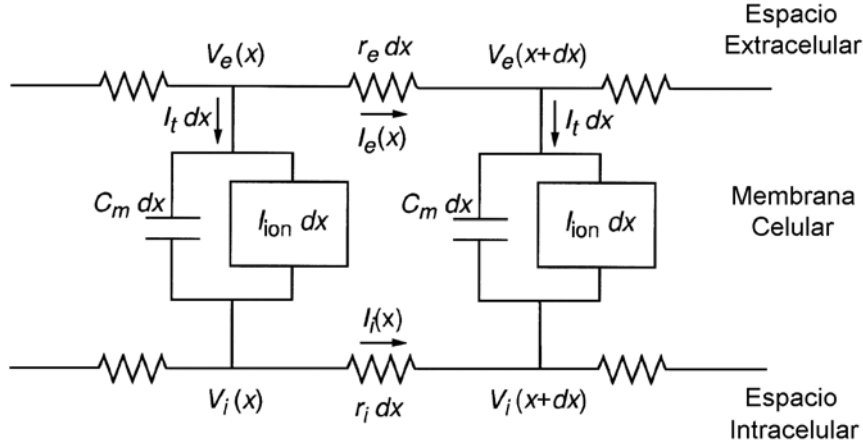 Espacio
Extracelular
V_e(x)
r_e dx
V_e(x+dx)
I_t dx
I_e(x)
I_t dx
C_m dx
I_ion dx
C_m dx
I_ion dx
Membrana
Celular
I_i(x)
V_i(x)
r_i dx
V_i(x+dx)
Espacio
Intracelular